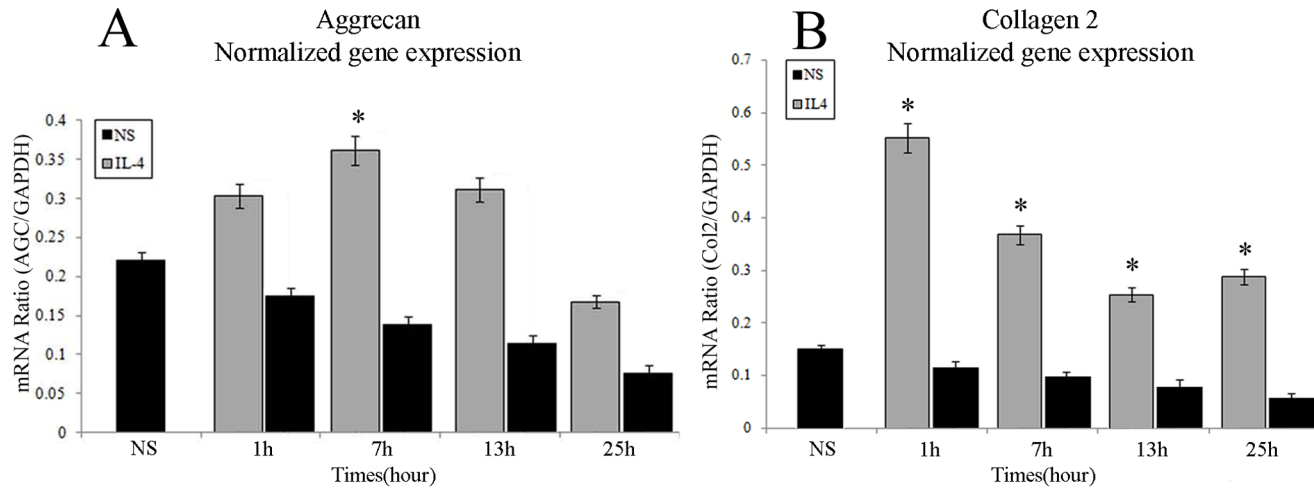 A
Aggrecan
Normalized gene expression
mRNA Ratio (AGC/GAPDH)
0.4
0.35
0.3
0.25
0.2
0.15
0.1
0.05
0
NS
IL-4
*
NS 1h 7h 13h 25h
Times(hour)
B
Collagen 2
Normalized gene expression
mRNA Ratio (Col2/GAPDH)
0.7
0.6
0.5
0.4
0.3
0.2
0.1
0
NS
IL4
*
*
*
*
NS 1h 7h 13h 25h
Times(hour)